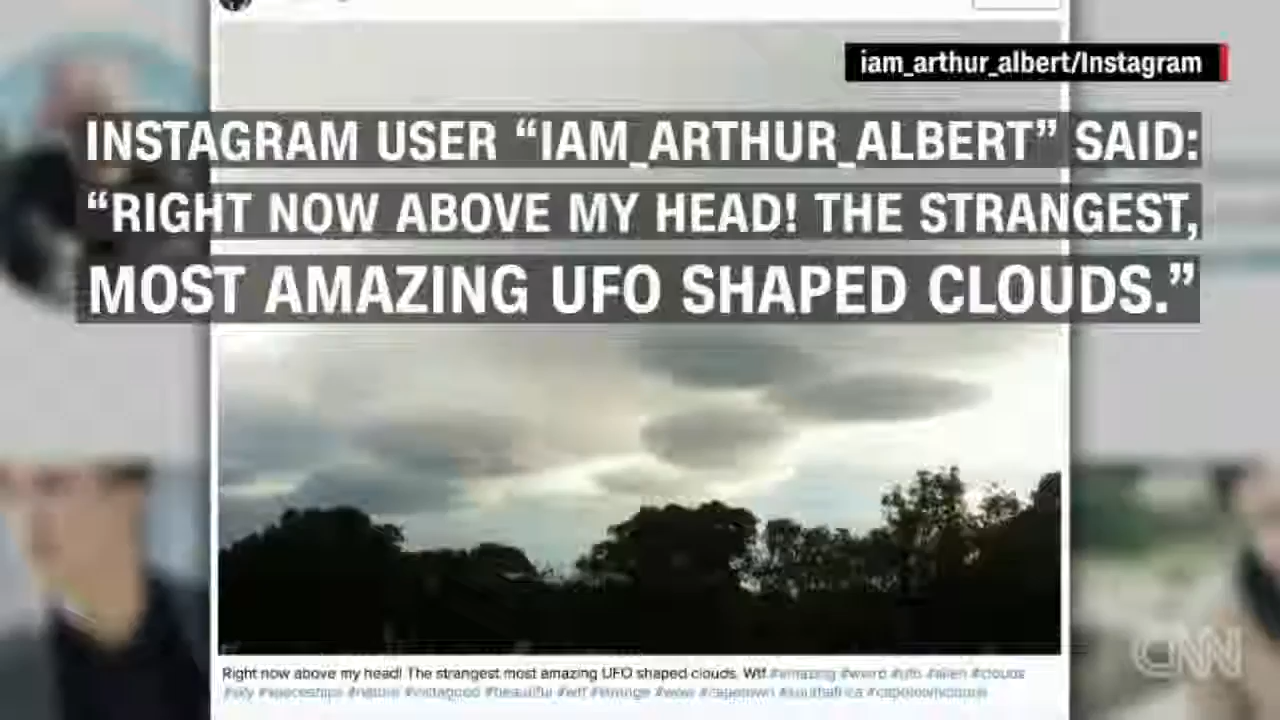 iam_arthur_albert/Instagram
INSTAGRAM USER “IAM_ARTHUR_ALBERT” SAID:
“RIGHT NOW ABOVE MY HEAD! THE STRANGEST,
MOST AMAZING UFO SHAPED CLOUDS.”
Right now above my head! The strangest most amazing UFO shaped clouds. Wtf #amazing #weird #ufo #alien #clouds
#sky #spaceships #nature #instagood #beautiful #wtf #strange #wow #capetown #southafrica
CNN